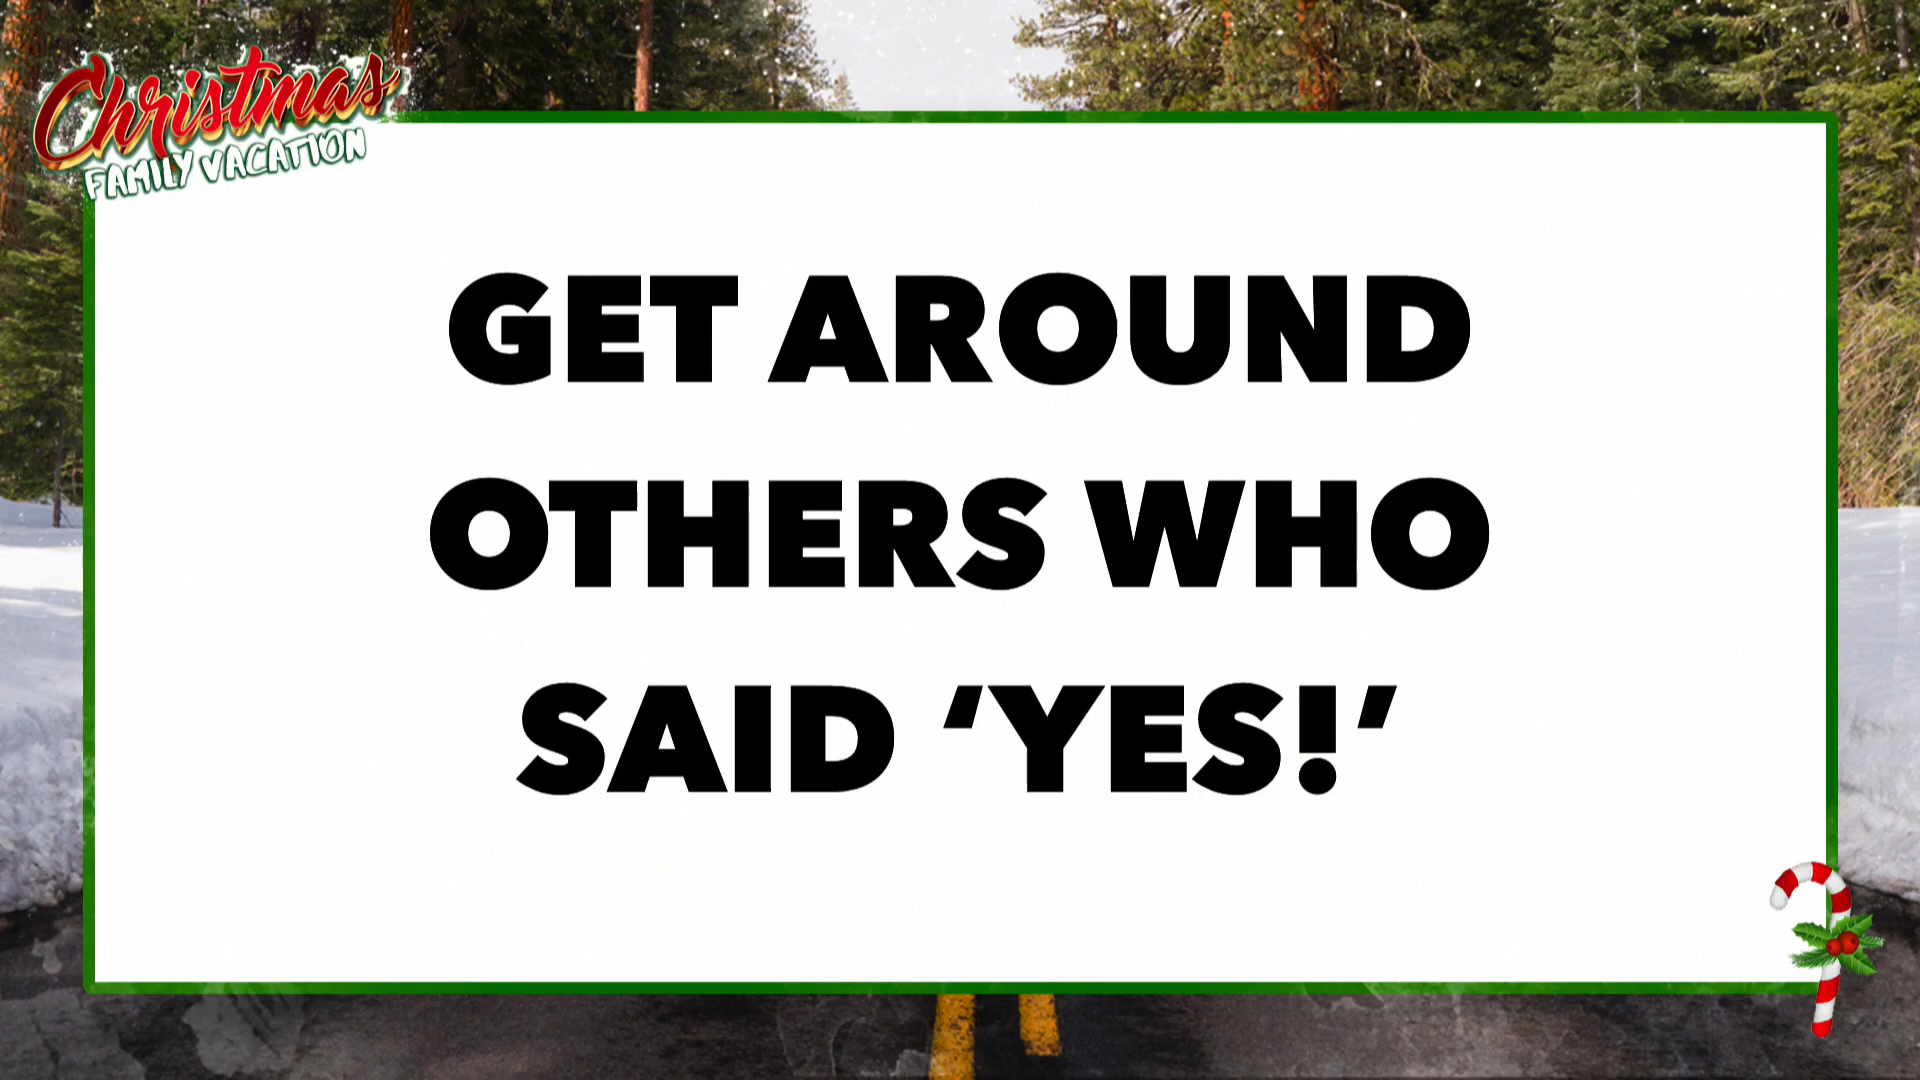 Christmas
FAMILY VACATION
GET AROUND
OTHERS WHO
SAID ‘YES!’